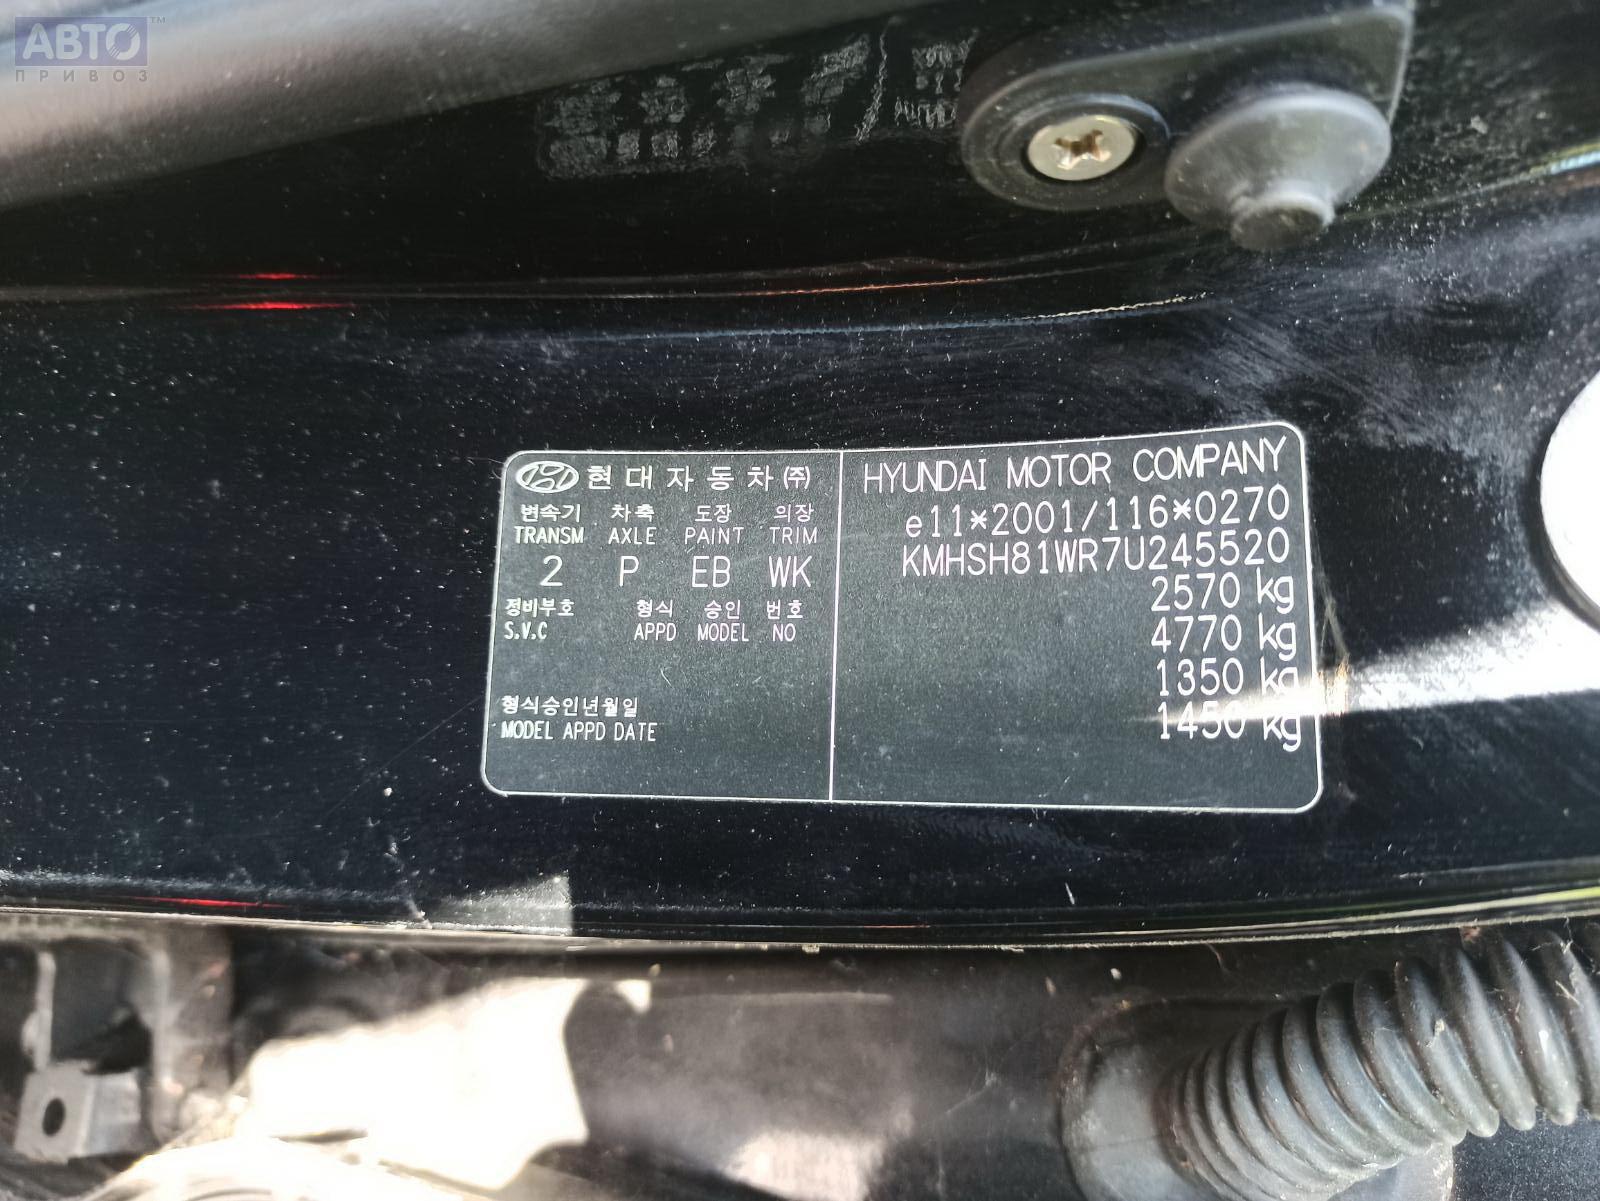 АВТО™
ПРИВОЗ
현대자동차(주)
변속기 차축 도장 의장
TRANSM AXLE PAINT TRIM
2 P EB WK
정비부호 형식 승인 번호
S.V.C APPD MODEL NO
형식승인년월일
MODEL APPD DATE
HYUNDAI MOTOR COMPANY
e11*2001/116*0270
KMHSH81WR7U245520
2570 kg
4770 kg
1350 kg
1450 kg